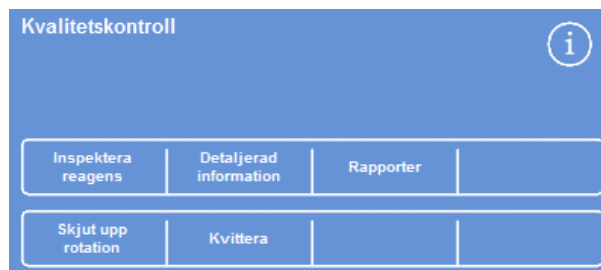 Kvalitetskontroll
i
Inspektera
reagens
Detaljerad
information
Rapporter
Skjut upp
rotation
Kvittera